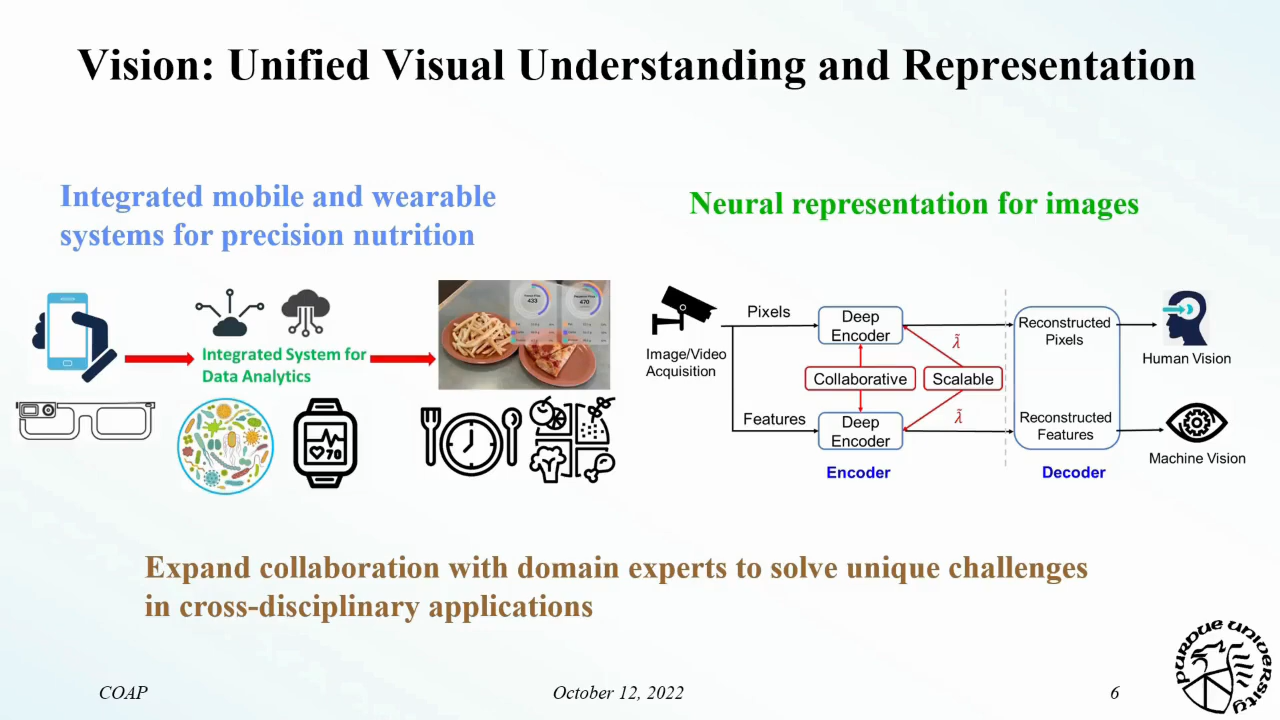 Vision: Unified Visual Understanding and Representation
Integrated mobile and wearable
systems for precision nutrition
Integrated System for
Data Analytics
433
470
70
Neural representation for images
Image/Video
Acquisition
Pixels
Features
Deep
Encoder
Collaborative
Scalable
λ̃
λ̃
Deep
Encoder
Encoder
Reconstructed
Pixels
Reconstructed
Features
Decoder
Human Vision
Machine Vision
Expand collaboration with domain experts to solve unique challenges
in cross-disciplinary applications
COAP
October 12, 2022
6
PURDUE UNIVERSITY